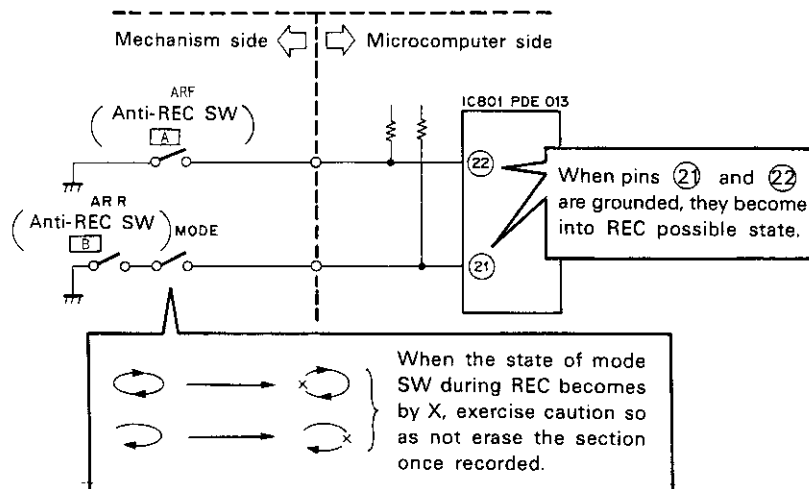 Mechanism side
Microcomputer side
IC801 PDE 013
ARF
(Anti-REC SW)
A
22
When pins 21 and 22
are grounded, they become
into REC possible state.
ARR
(Anti-REC SW)
B
MODE
21
When the state of mode
SW during REC becomes
by X, exercise caution so
as not erase the section
once recorded.
x
x